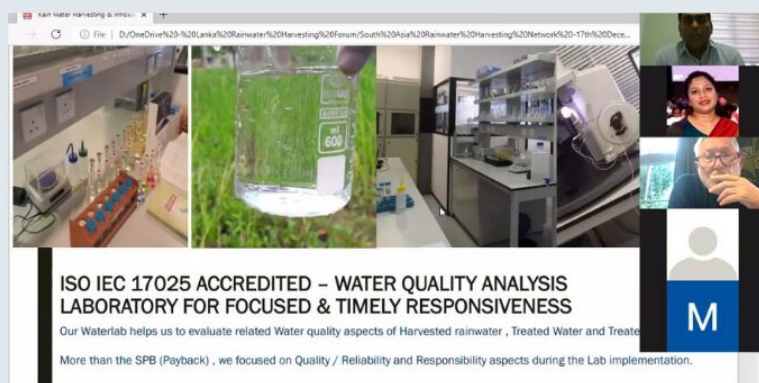 Rain Water Harvesting & Innov
File | D:/OneDrive%20-%20Lanka%20Rainwater%20Harvesting%20Forum/South%20Asia%20Rainwater%20Harvesting%20Network%20-17th%20Dece...
600
ISO IEC 17025 ACCREDITED – WATER QUALITY ANALYSIS
LABORATORY FOR FOCUSED & TIMELY RESPONSIVENESS
Our Waterlab helps us to evaluate related Water quality aspects of Harvested rainwater , Treated Water and Treate
More than the SPB (Payback) , we focused on Quality / Reliability and Responsibility aspects during the Lab implementation.
M